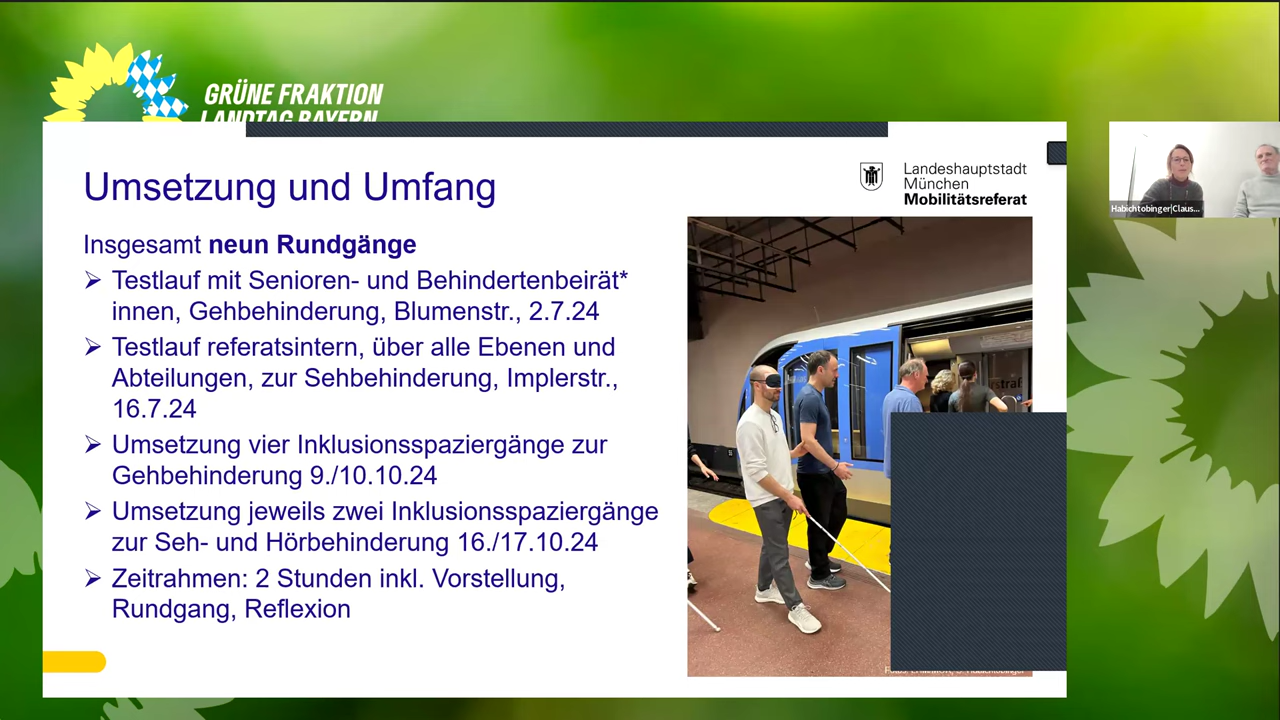 GRÜNE FRAKTION
LANDTAG BAYERN
Umsetzung und Umfang
Landeshauptstadt
München
Mobilitätsreferat
Insgesamt neun Rundgänge
➢ Testlauf mit Senioren- und Behindertenbeirät*
innen, Gehbehinderung, Blumenstr., 2.7.24
➢ Testlauf referatsintern, über alle Ebenen und
Abteilungen, zur Sehbehinderung, Implerstr.,
16.7.24
➢ Umsetzung vier Inklusionsspaziergänge zur
Gehbehinderung 9./10.10.24
➢ Umsetzung jeweils zwei Inklusionsspaziergänge
zur Seh- und Hörbehinderung 16./17.10.24
➢ Zeitrahmen: 2 Stunden inkl. Vorstellung,
Rundgang, Reflexion
Habichtobinger|Claus...